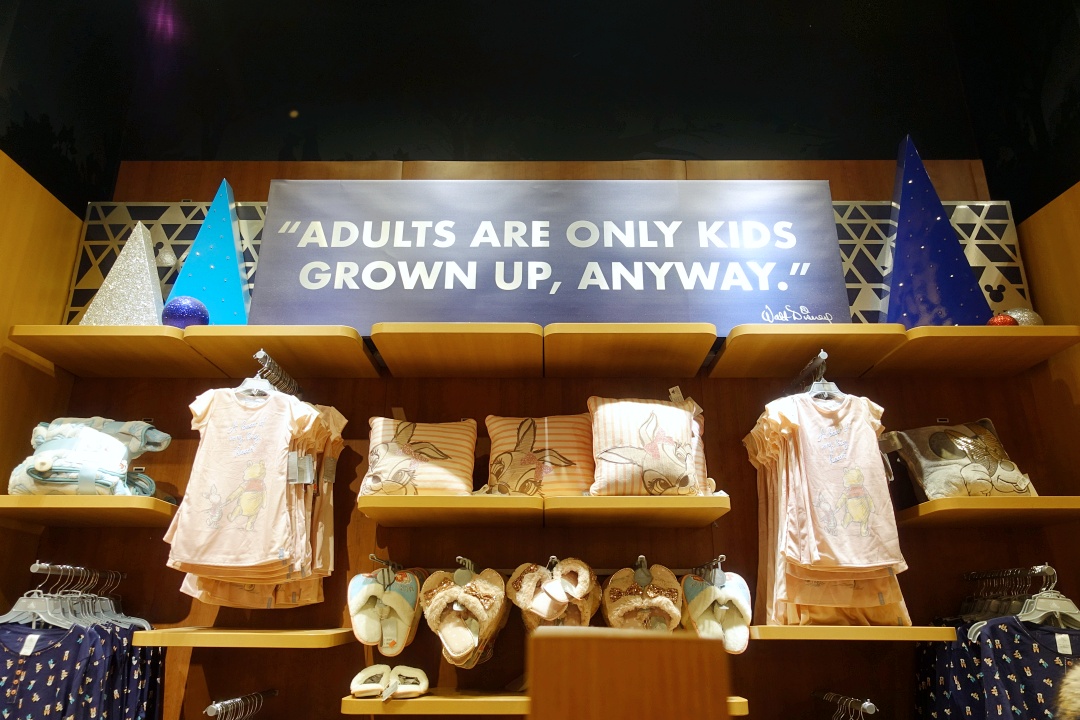 “ADULTS ARE ONLY KIDS
GROWN UP, ANYWAY.”
Walt Disney